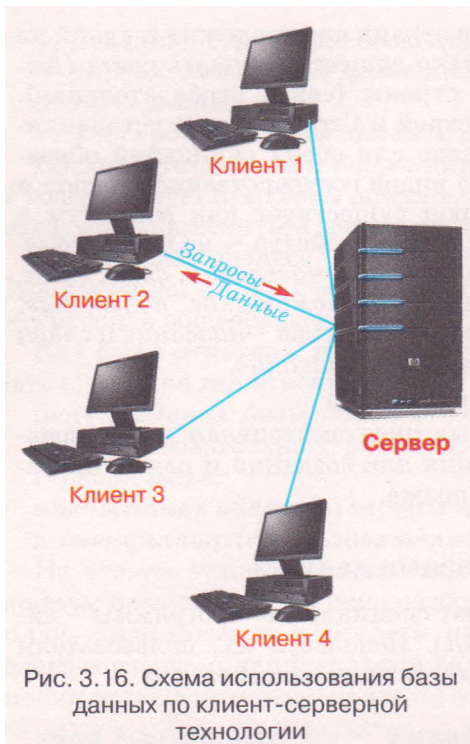 Клиент 1
Клиент 2
Запросы
Данные
Клиент 3
Сервер
Клиент 4
Рис. 3.16. Схема использования базы
данных по клиент-серверной
технологии